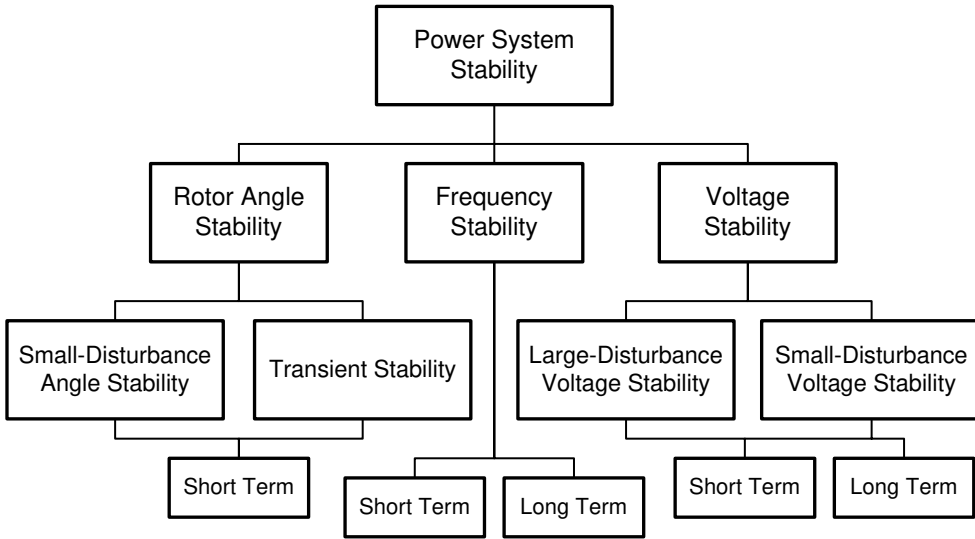 Power System
Stability
Rotor Angle
Stability
Frequency
Stability
Voltage
Stability
Small-Disturbance
Angle Stability
Transient Stability
Large-Disturbance
Voltage Stability
Small-Disturbance
Voltage Stability
Short Term
Short Term
Long Term
Short Term
Long Term